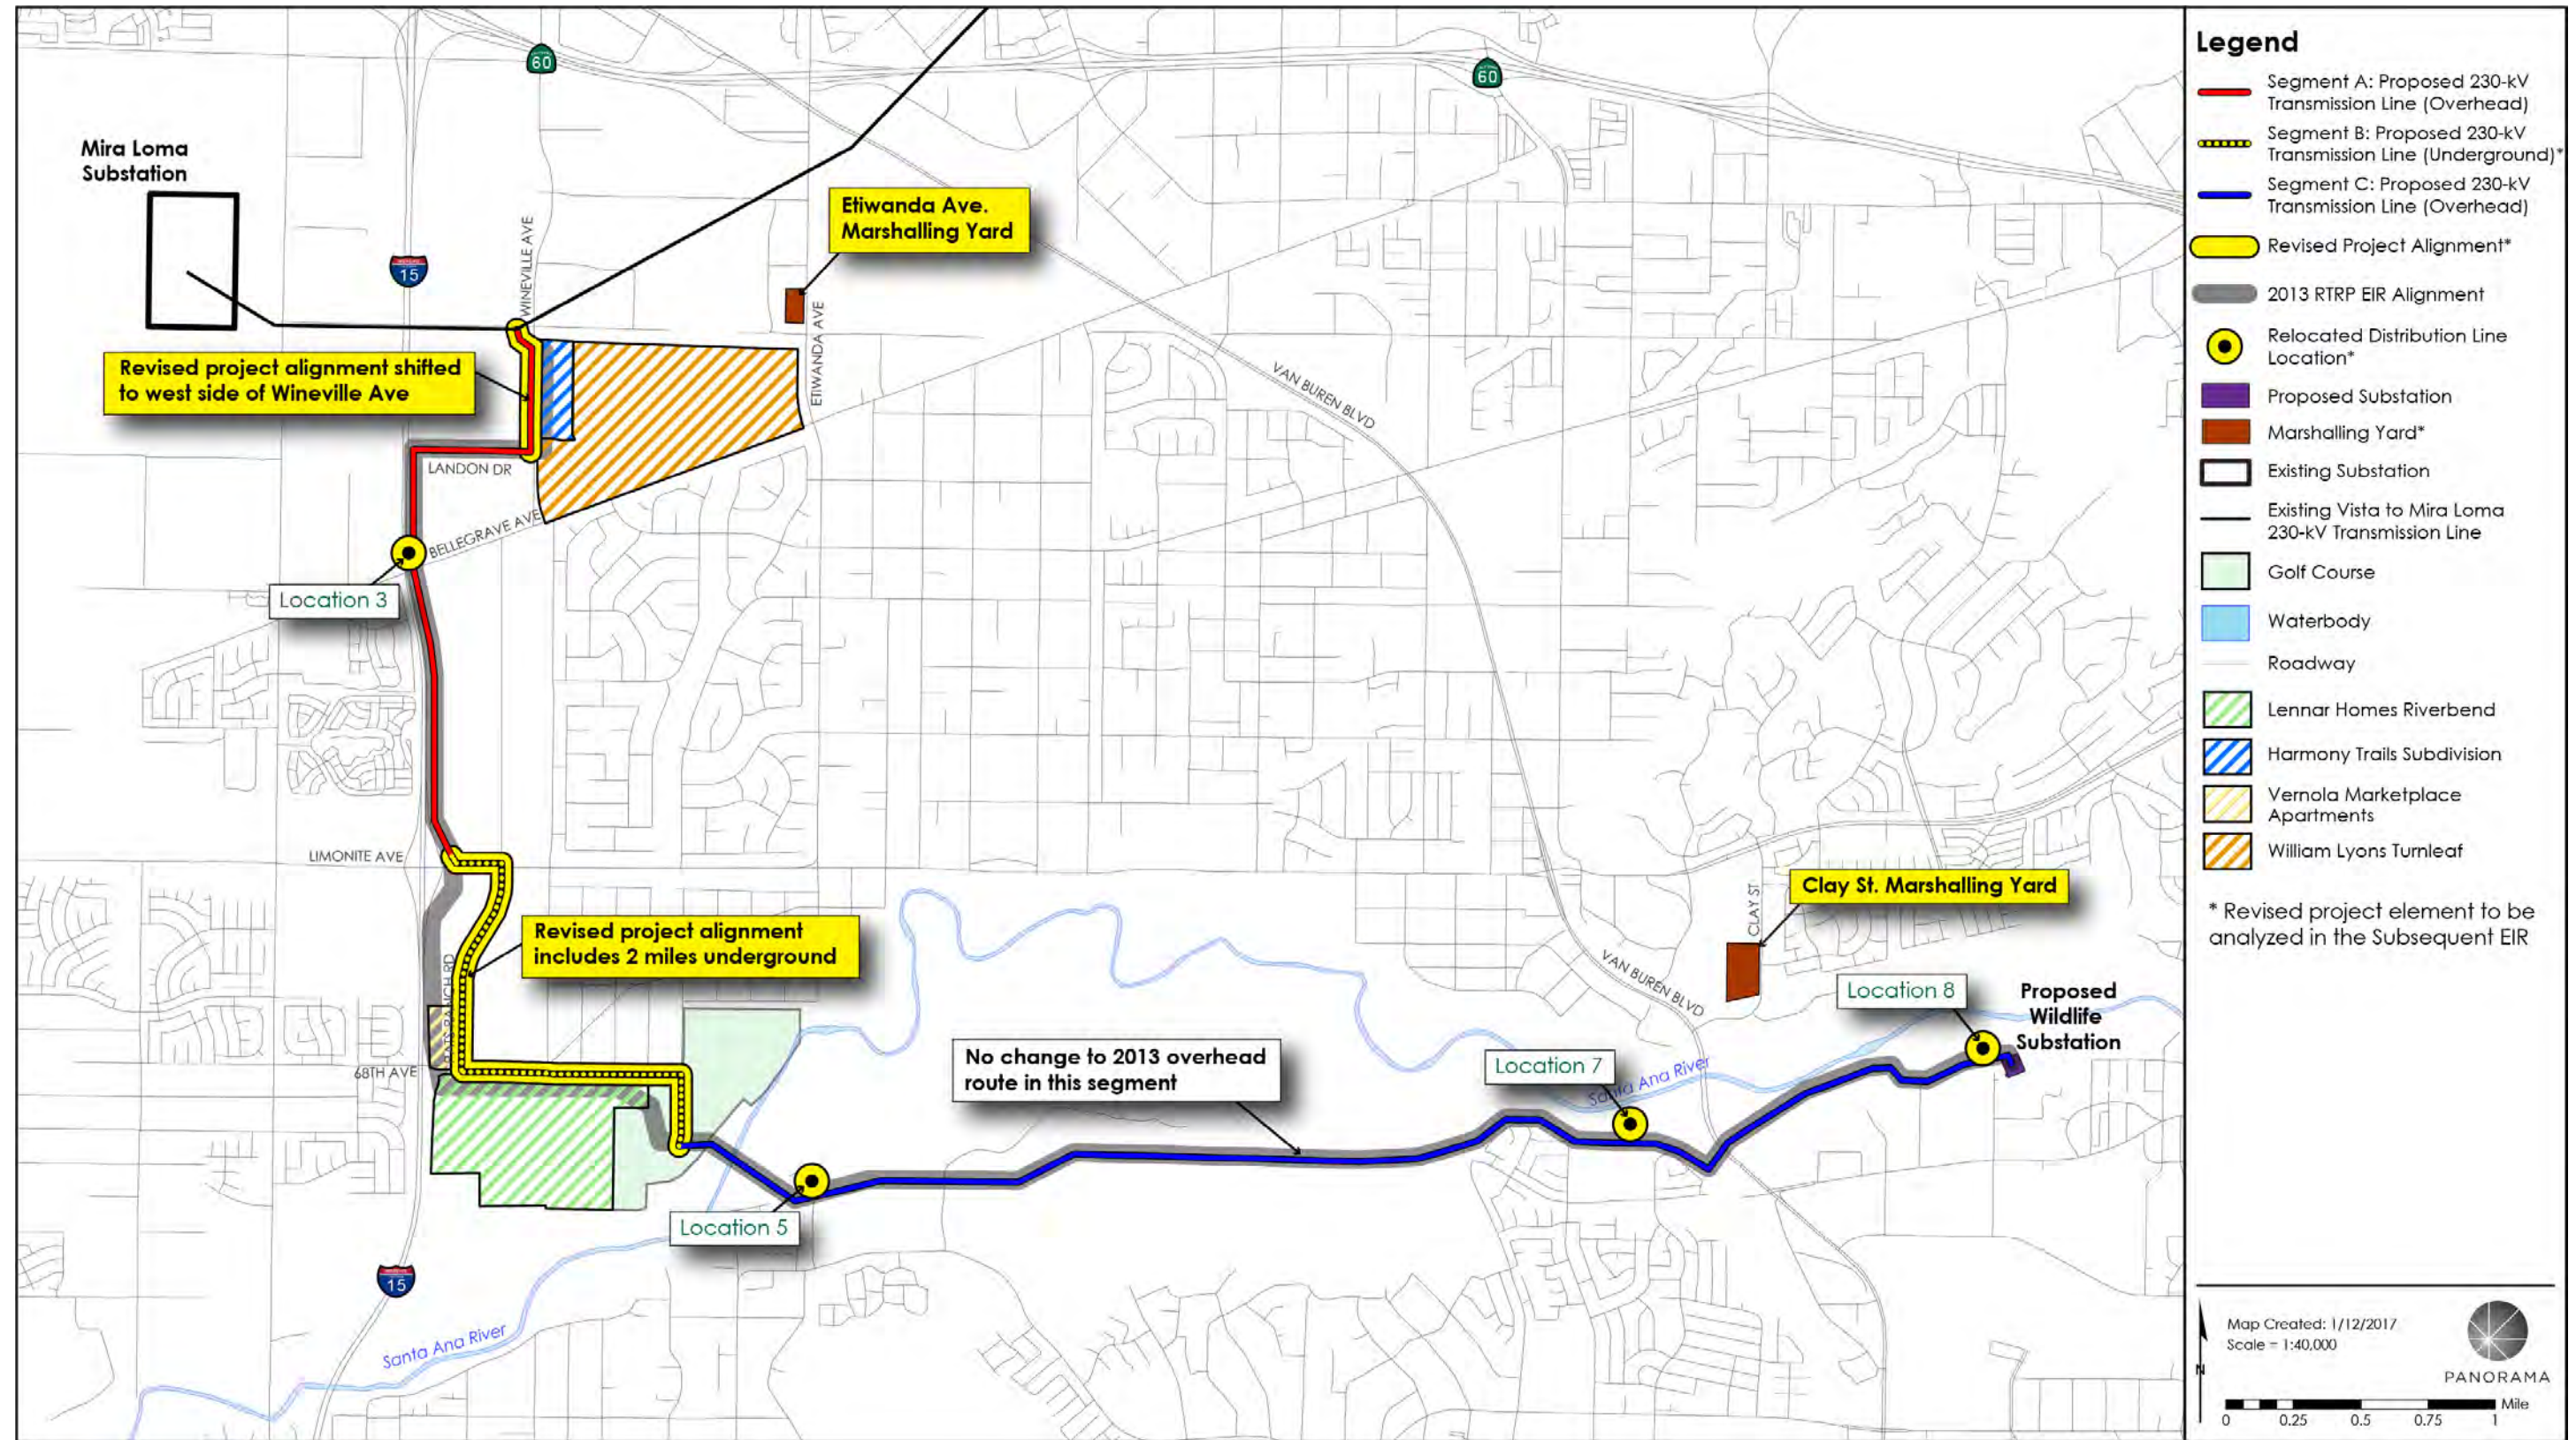 60
60
Mira Loma
Substation
15
WINEVILLE AVE
Etiwanda Ave.
Marshalling Yard
ETIWANDA AVE
Revised project alignment shifted
to west side of Wineville Ave
VAN BUREN BLVD
LANDON DR
BELLEGRAVE AVE
Location 3
LIMONITE AVE
Revised project alignment
includes 2 miles underground
Clay St. Marshalling Yard
CLAY ST
VAN BUREN BLVD
Location 8
Proposed
Wildlife
Substation
68TH AVE
No change to 2013 overhead
route in this segment
Location 7
Santa Ana River
Location 5
15
Santa Ana River
Legend
Segment A: Proposed 230-kV
Transmission Line (Overhead)
Segment B: Proposed 230-kV
Transmission Line (Underground)*
Segment C: Proposed 230-kV
Transmission Line (Overhead)
Revised Project Alignment*
2013 RTRP EIR Alignment
Relocated Distribution Line
Location*
Proposed Substation
Marshalling Yard*
Existing Substation
Existing Vista to Mira Loma
230-kV Transmission Line
Golf Course
Waterbody
Roadway
Lennar Homes Riverbend
Harmony Trails Subdivision
Vernola Marketplace
Apartments
William Lyons Turnleaf
* Revised project element to be
analyzed in the Subsequent EIR
Map Created: 1/12/2017
Scale = 1:40,000
N
PANORAMA
Mile
0 0.25 0.5 0.75 1